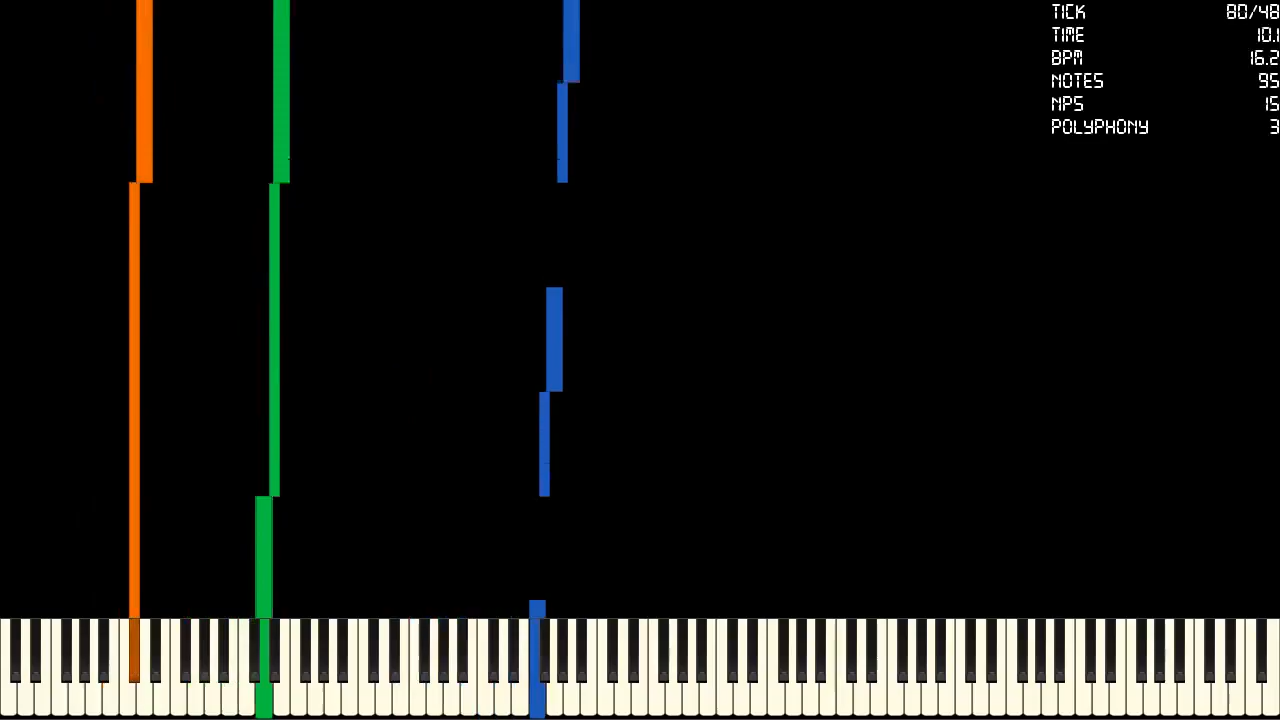 TICK 80/48
TIME 10.1
BPM 16.2
NOTES 95
NPS 15
POLYPHONY 3